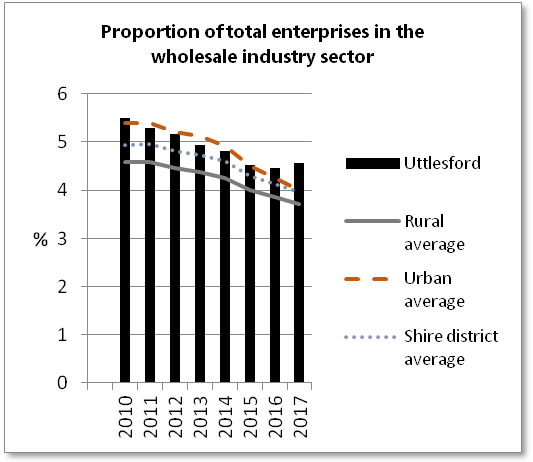 Proportion of total enterprises in the
wholesale industry sector
6
5
4
3
2
1
0
%
2010
2011
2012
2013
2014
2015
2016
2017
Uttlesford
Rural
average
Urban
average
Shire district
average